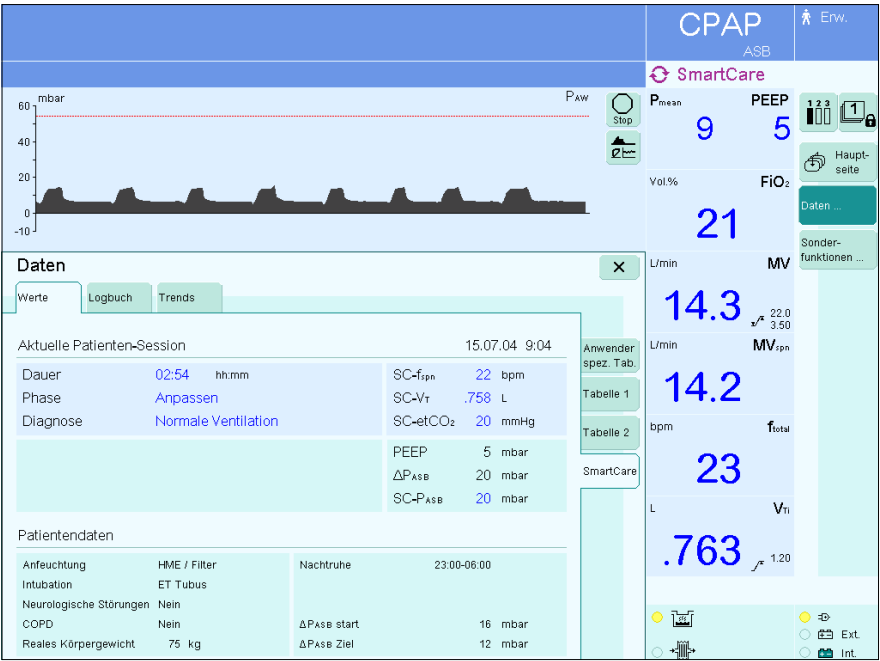 CPAP
ASB
Erw.
SmartCare
mbar
PAW
60
40
20
0
-10
Stop
Pmean PEEP
9 5
1 2 3
1
Haupt-
seite
Daten ...
Sonder-
funktionen ...
Vol.% FiO2
21
L/min MV
14.3
22.0
3.50
L/min MVspn
14.2
bpm ftotal
23
L VTi
.763
1.20
Ext.
Int.
Daten
Werte Logbuch Trends
Aktuelle Patienten-Session 15.07.04 9:04
Dauer 02:54 hh:mm SC-fspn 22 bpm
Phase Anpassen SC-VT .758 L
Diagnose Normale Ventilation SC-etCO2 20 mmHg
PEEP 5 mbar
ΔPASB 20 mbar
SC-PASB 20 mbar
Anwender
spez. Tab.
Tabelle 1
Tabelle 2
SmartCare
Patientendaten
Anfeuchtung HME / Filter Nachtruhe 23:00-06:00
Intubation ET Tubus
Neurologische Störungen Nein
COPD Nein ΔPASB start 16 mbar
Reales Körpergewicht 75 kg ΔPASB Ziel 12 mbar